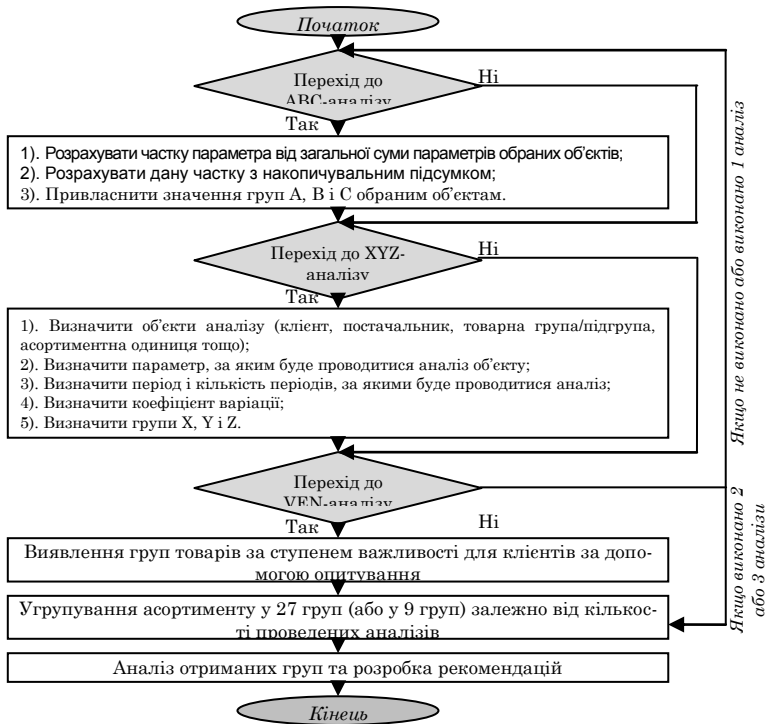 Початок
Перехід до
АВС-аналізу
Ні
Так
1). Розрахувати частку параметра від загальної суми параметрів обраних об'єктів;
2). Розрахувати дану частку з накопичувальним підсумком;
3). Привласнити значення груп А, В і С обраним об'єктам.
Перехід до XYZ-
аналізу
Ні
Так
1). Визначити об'єкти аналізу (клієнт, постачальник, товарна група/підгрупа,
асортиментна одиниця тощо);
2). Визначити параметр, за яким буде проводитися аналіз об'єкту;
3). Визначити період і кількість періодів, за якими буде проводитися аналіз;
4). Визначити коефіцієнт варіації;
5). Визначити групи X, Y і Z.
Перехід до
VEN-аналізу
Так
Ні
Виявлення груп товарів за ступенем важливості для клієнтів за допо-
могою опитування
Угрупування асортименту у 27 груп (або у 9 груп) залежно від кількос-
ті проведених аналізів
Аналіз отриманих груп та розробка рекомендацій
Кінець
Якщо не виконано або виконано 1 аналіз
Якщо виконано 2
або 3 аналізи